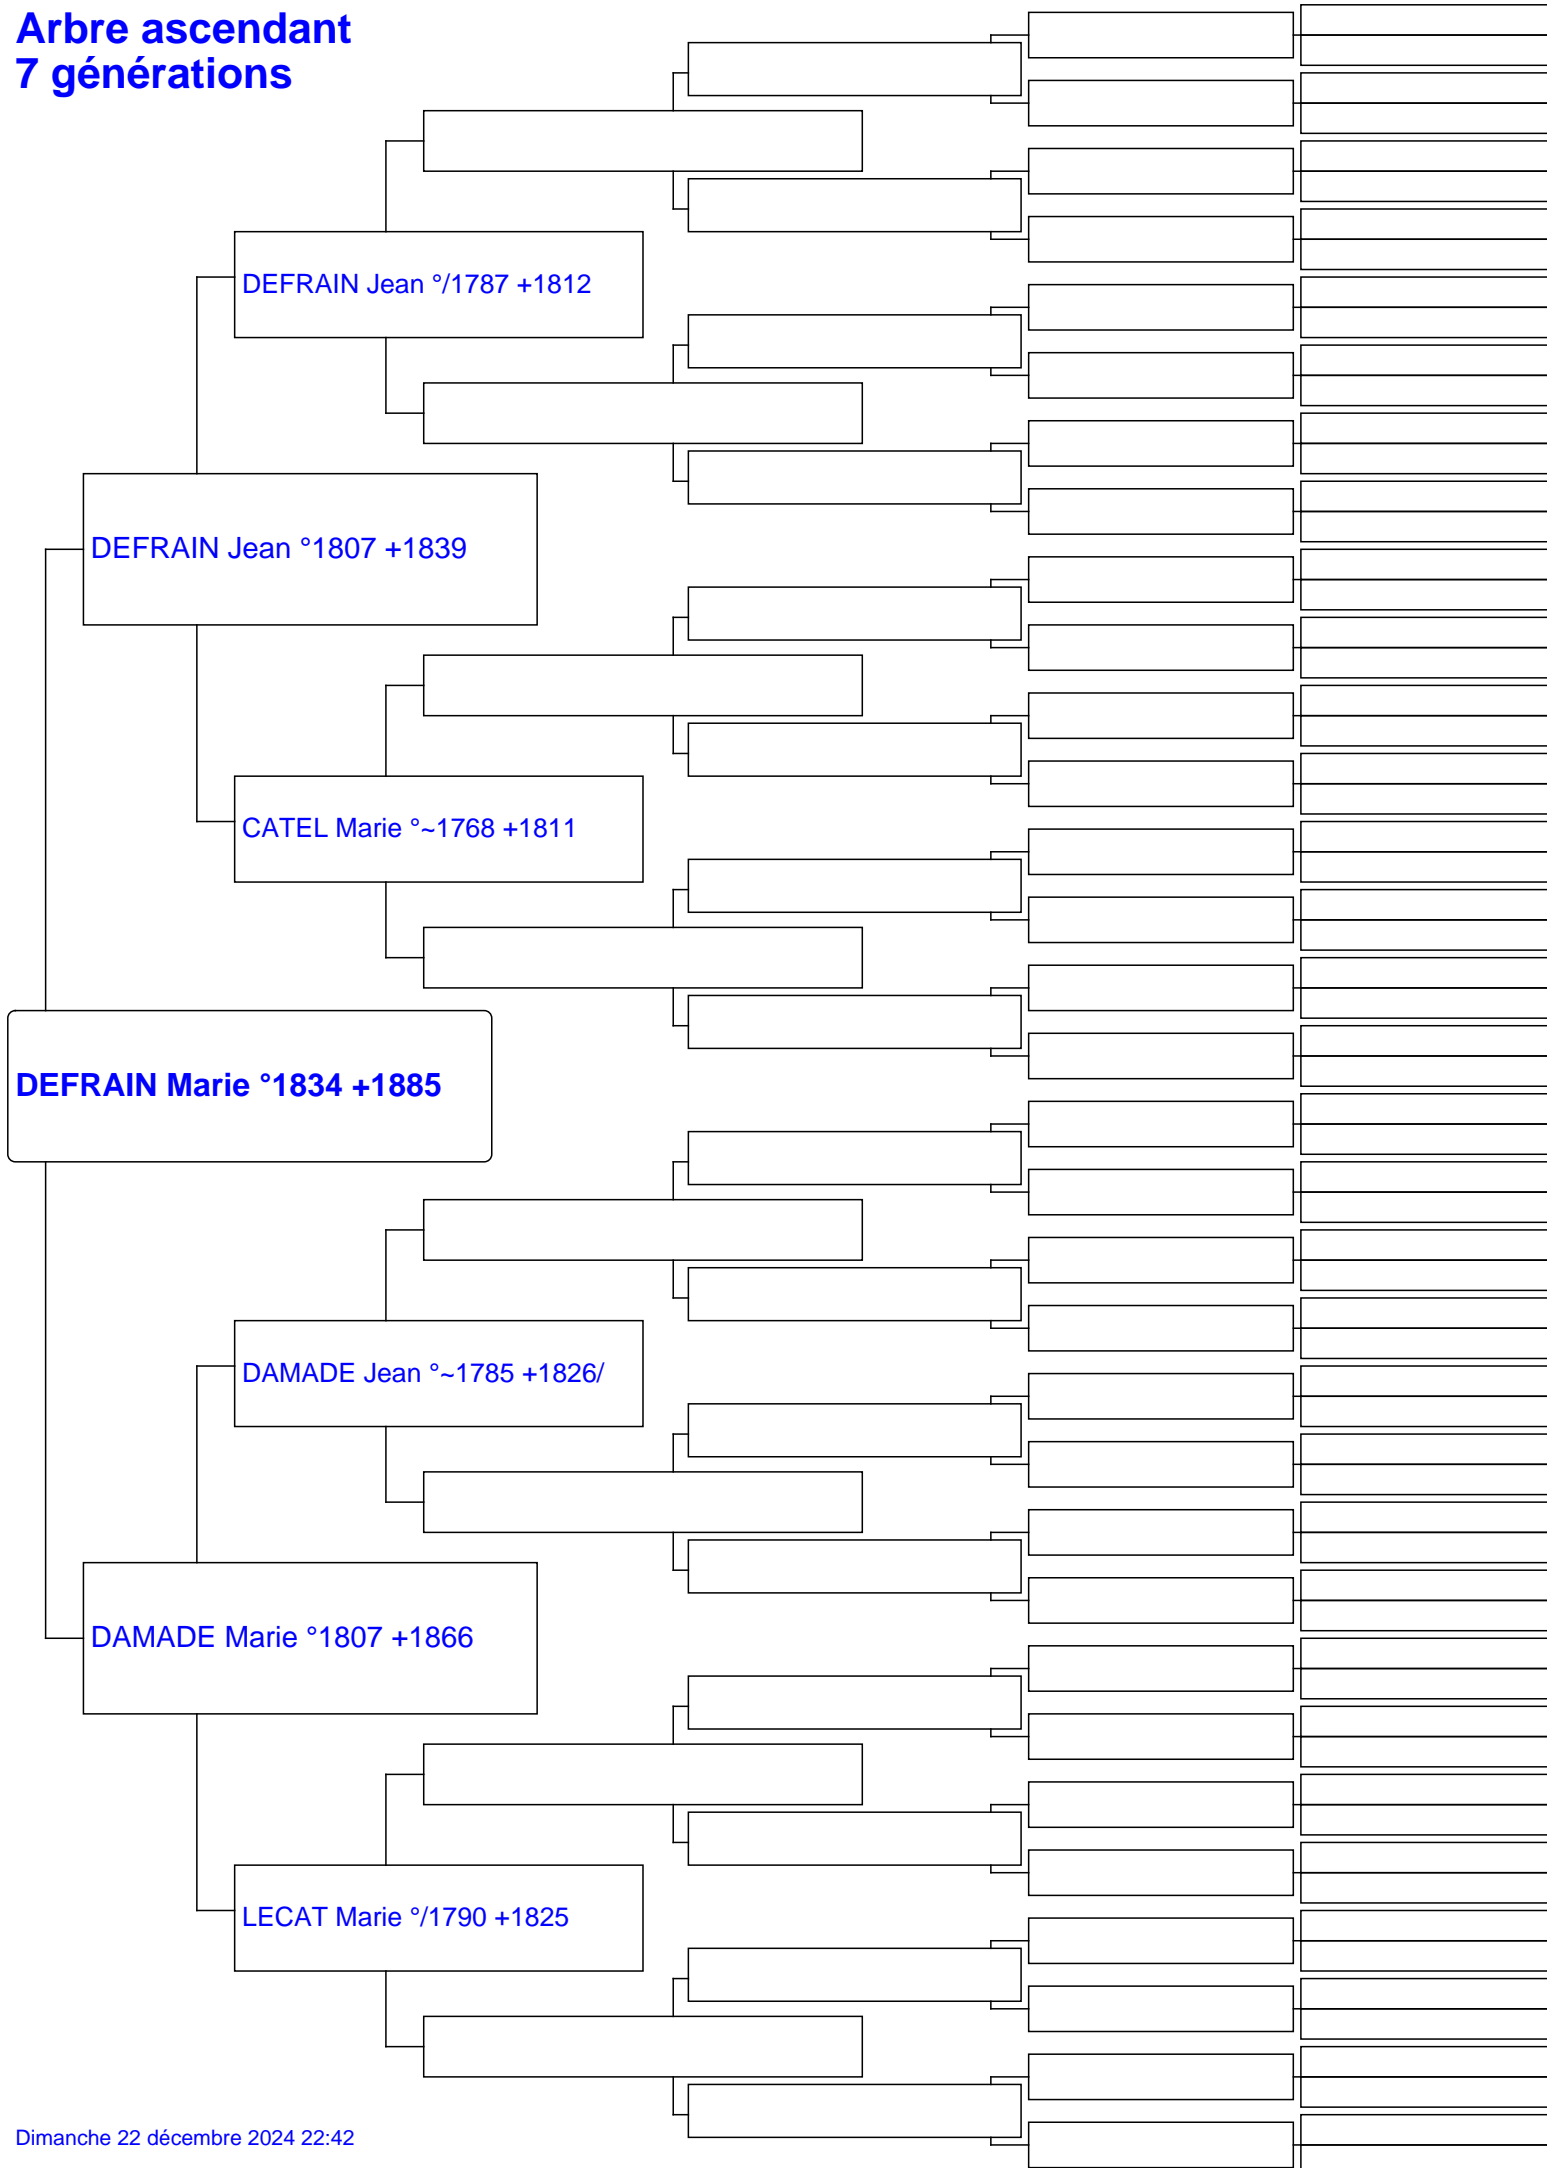 Arbre ascendant
7 générations
DEFRAIN Jean °/1787 +1812
DEFRAIN Jean °1807 +1839
CATEL Marie °~1768 +1811
DEFRAIN Marie °1834 +1885
DAMADE Jean °~1785 +1826/
DAMADE Marie °1807 +1866
LECAT Marie °/1790 +1825
Dimanche 22 décembre 2024 22:42